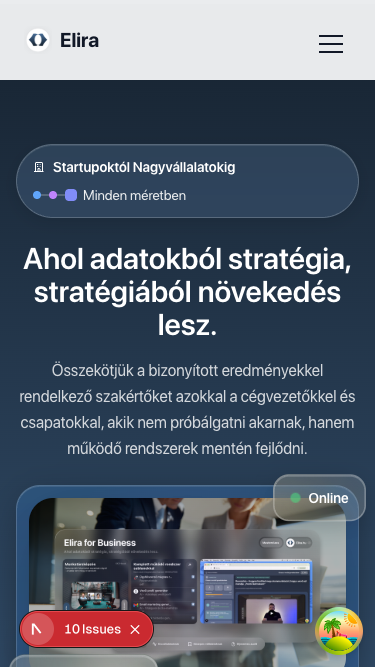 Elira
Startupoktól Nagyvállalatokig
Minden méretben
Ahol adatokból stratégia,
stratégiából növekedés
lesz.
Összekötjük a bizonyított eredményekkel
rendelkező szakértőket azokkal a cégvezetőkkel és
csapatokkal, akik nem próbálgatni akarnak, hanem
működő rendszerek mentén fejlődni.
Online
Elira for Business
10 Issues